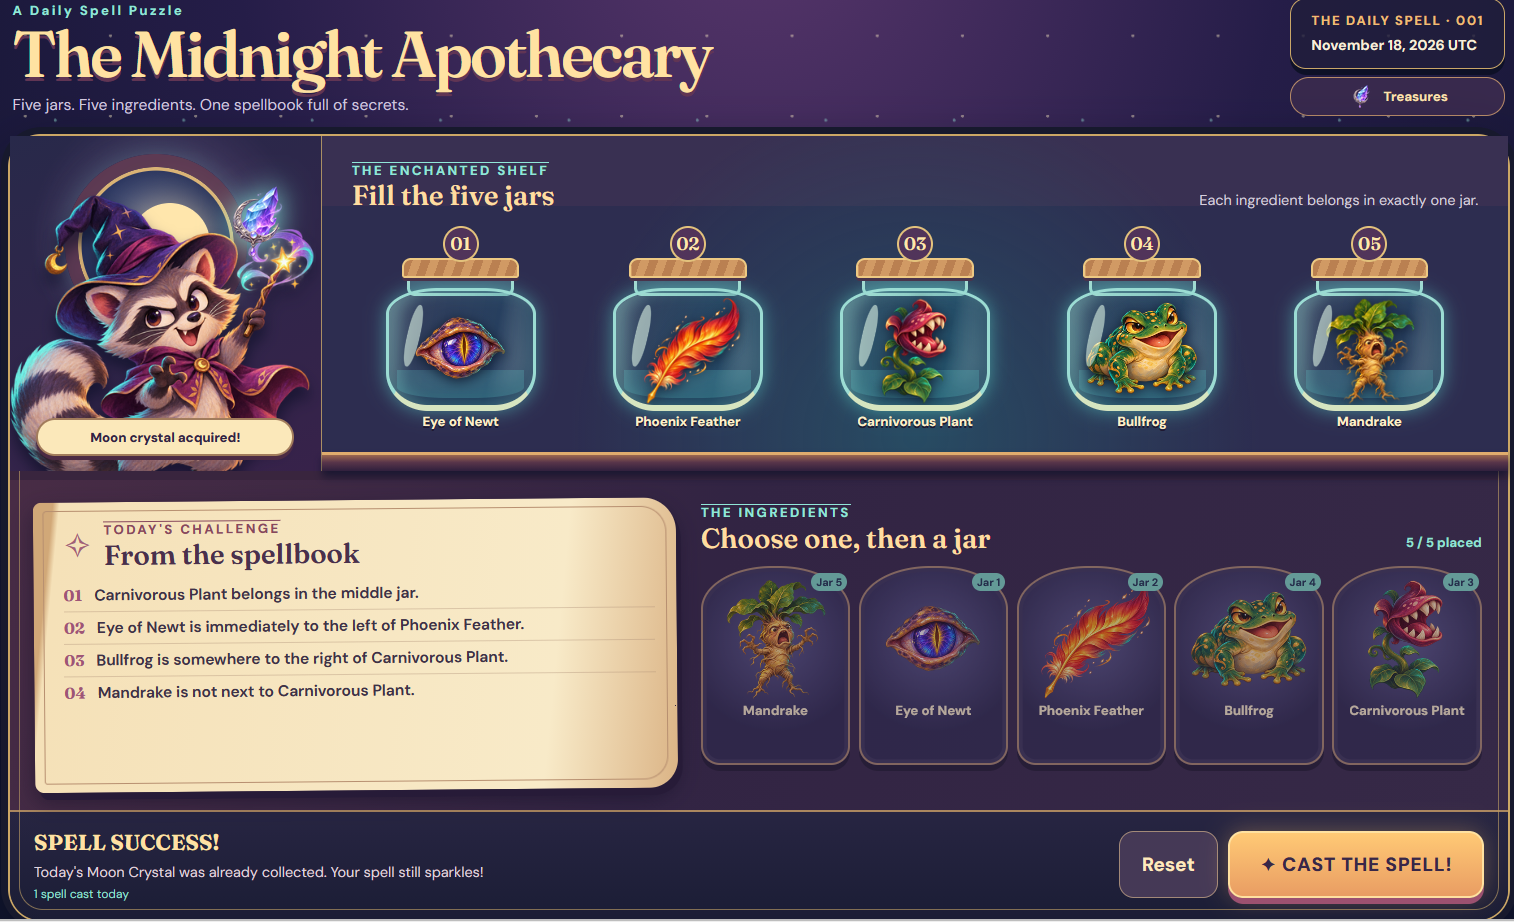 A Daily Spell Puzzle
The Midnight Apothecary
Five jars. Five ingredients. One spellbook full of secrets.
THE DAILY SPELL · 001
November 18, 2026 UTC
Treasures
Moon crystal acquired!
THE ENCHANTED SHELF
Fill the five jars
Each ingredient belongs in exactly one jar.
01
02
03
04
05
Eye of Newt
Phoenix Feather
Carnivorous Plant
Bullfrog
Mandrake
TODAY'S CHALLENGE
From the spellbook
01 Carnivorous Plant belongs in the middle jar.
02 Eye of Newt is immediately to the left of Phoenix Feather.
03 Bullfrog is somewhere to the right of Carnivorous Plant.
04 Mandrake is not next to Carnivorous Plant.
THE INGREDIENTS
Choose one, then a jar
5 / 5 placed
Jar 5
Jar 1
Jar 2
Jar 4
Jar 3
Mandrake
Eye of Newt
Phoenix Feather
Bullfrog
Carnivorous Plant
SPELL SUCCESS!
Today's Moon Crystal was already collected. Your spell still sparkles!
1 spell cast today
Reset
✦ CAST THE SPELL!